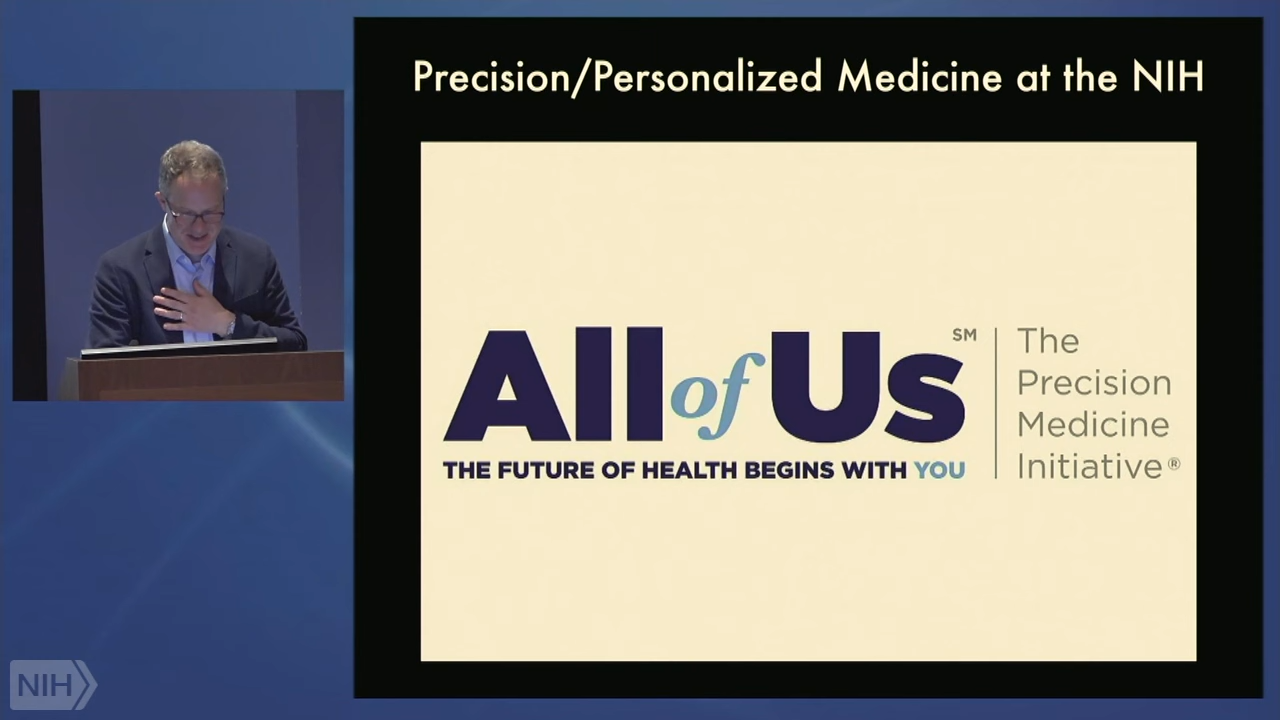 Precision/Personalized Medicine at the NIH
All of Us SM
THE FUTURE OF HEALTH BEGINS WITH YOU
The
Precision
Medicine
Initiative®
NIH